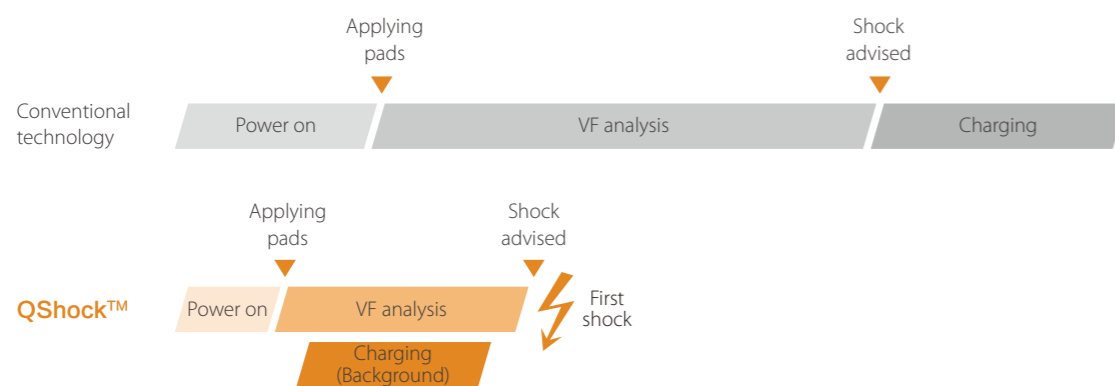 Applying
pads
Shock
advised
Conventional
technology
Power on
VF analysis
Charging
Applying
pads
Shock
advised
QShock™
Power on
VF analysis
First
shock
Charging
(Background)